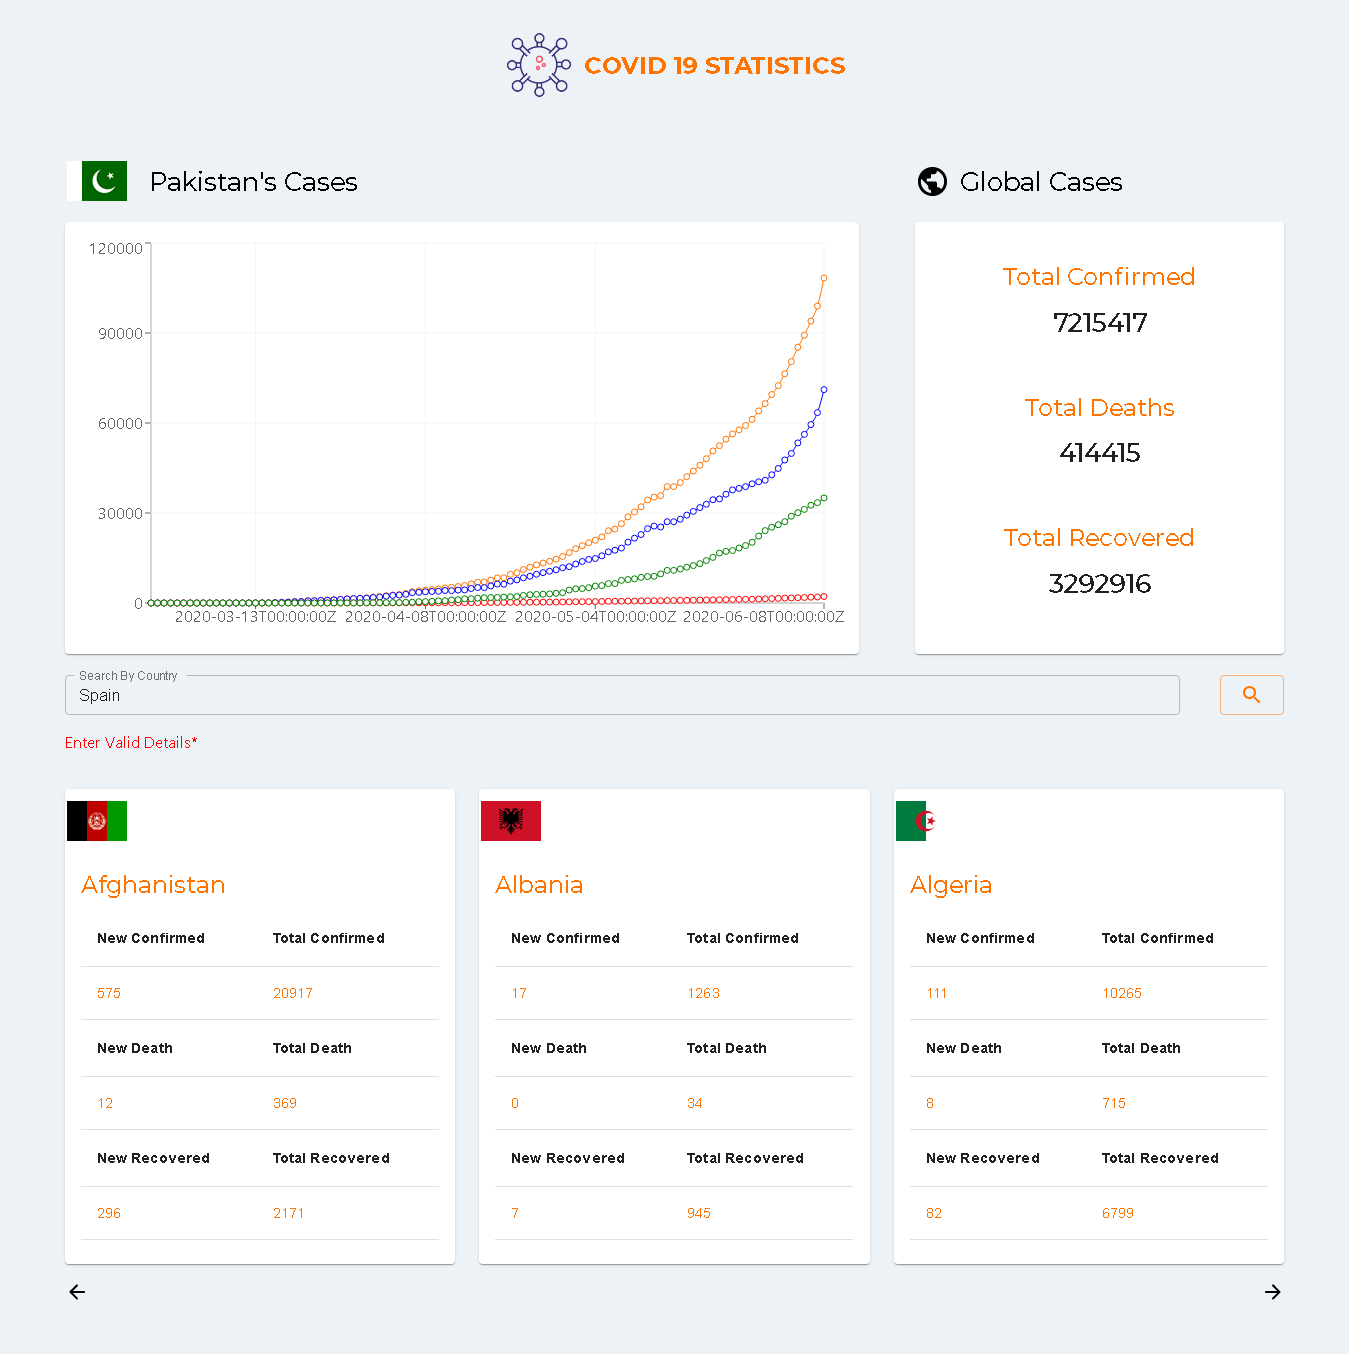 COVID 19 STATISTICS
Pakistan's Cases
120000
90000
60000
30000
0
2020-03-13T00:00:00Z 2020-04-08T00:00:00Z 2020-05-04T00:00:00Z 2020-06-08T00:00:00Z
Global Cases
Total Confirmed
7215417
Total Deaths
414415
Total Recovered
3292916
Search By Country
Spain
Enter Valid Details*
Afghanistan
New Confirmed Total Confirmed
575 20917
New Death Total Death
12 369
New Recovered Total Recovered
296 2171
Albania
New Confirmed Total Confirmed
17 1263
New Death Total Death
0 34
New Recovered Total Recovered
7 945
Algeria
New Confirmed Total Confirmed
111 10265
New Death Total Death
8 715
New Recovered Total Recovered
82 6799